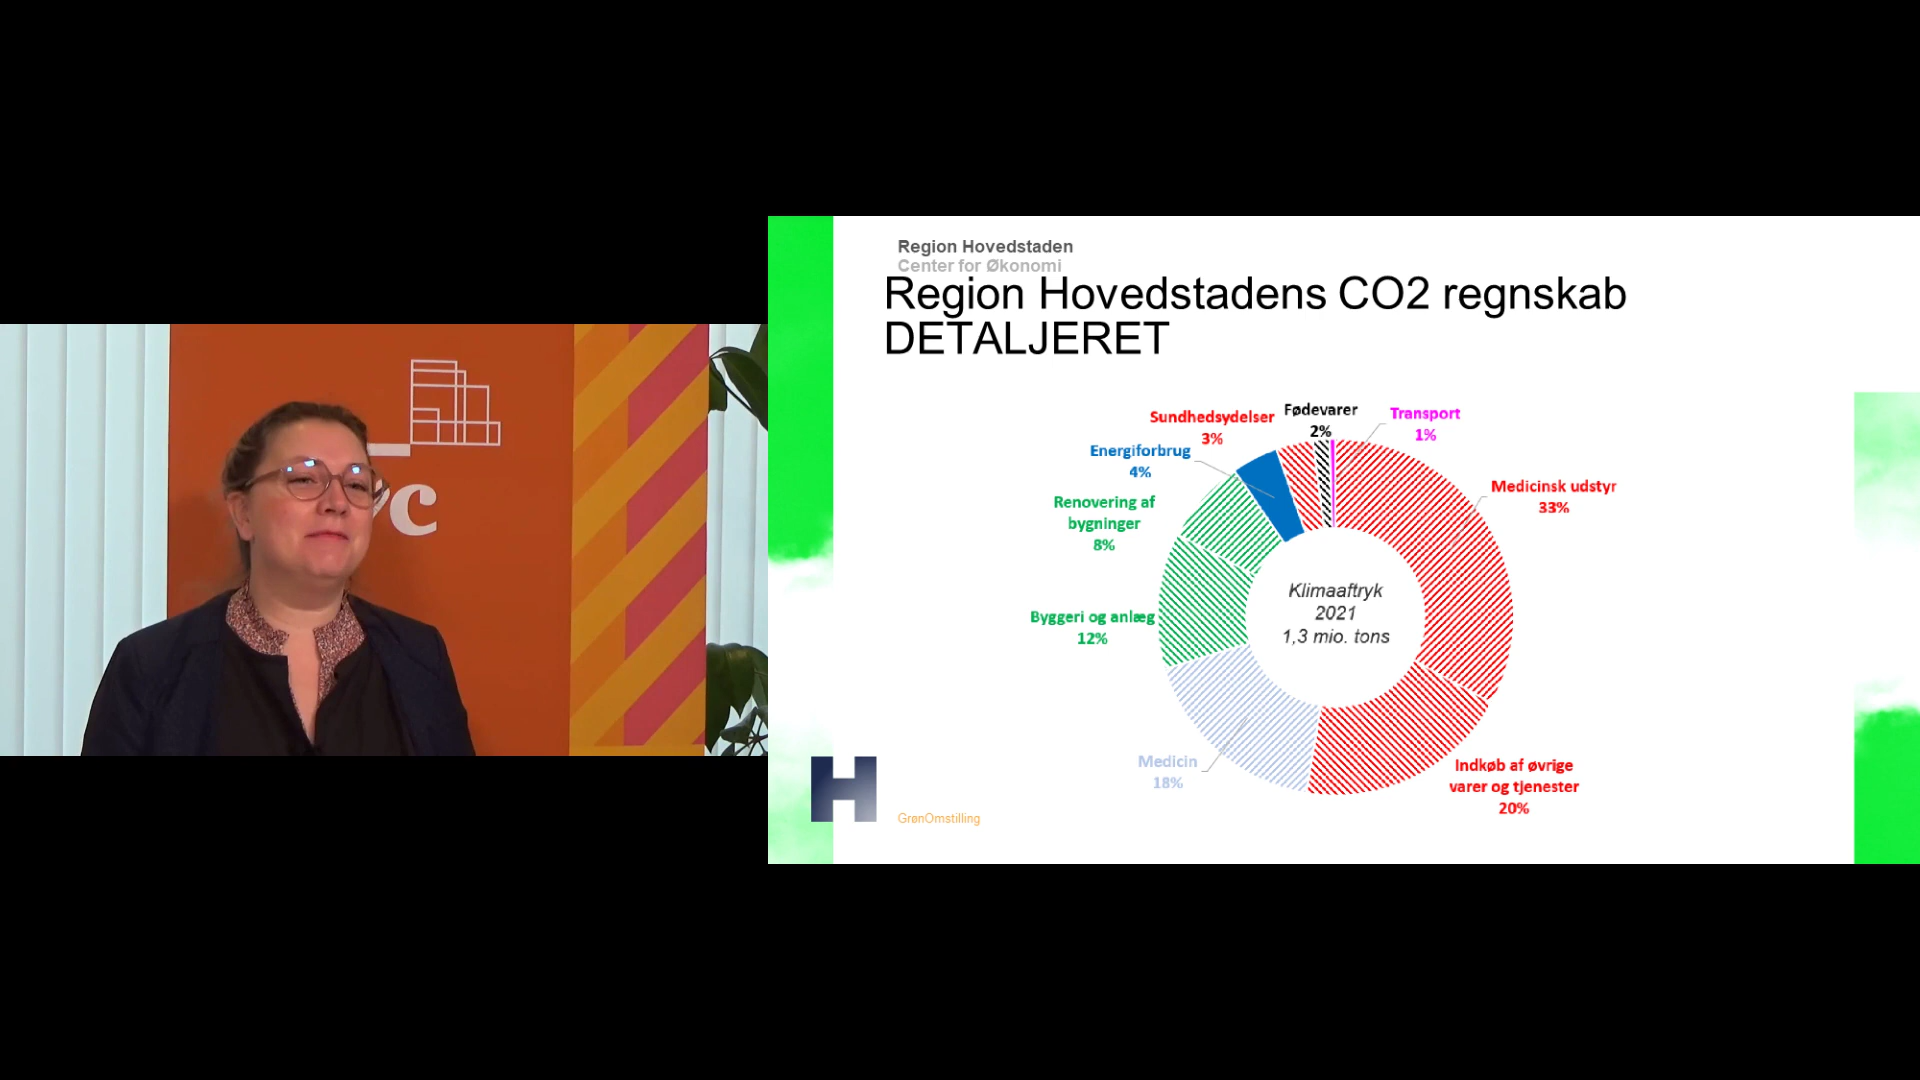 wc
Region Hovedstaden
Center for Økonomi
Region Hovedstadens CO2 regnskab
DETALJERET
Sundhedsydelser
3%
Fødevarer
2%
Transport
1%
Energiforbrug
4%
Medicinsk udstyr
33%
Renovering af
bygninger
8%
Klimaaftryk
2021
1,3 mio. tons
Byggeri og anlæg
12%
Medicin
18%
Indkøb af øvrige
varer og tjenester
20%
H
GrønOmstilling